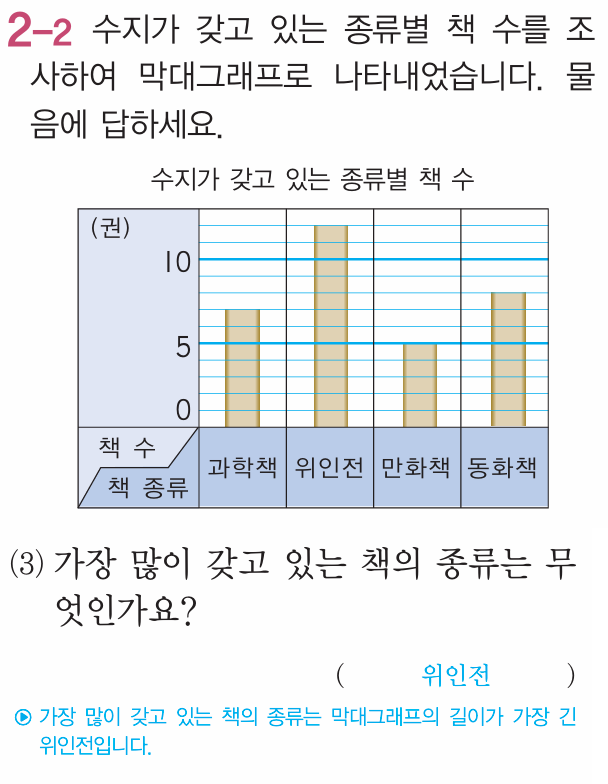 2-2 수지가 갖고 있는 종류별 책 수를 조
사하여 막대그래프로 나타내었습니다. 물
음에 답하세요.
수지가 갖고 있는 종류별 책 수
(권)
10
5
0
책 수
책 종류
과학책 위인전 만화책 동화책
(3) 가장 많이 갖고 있는 책의 종류는 무
엇인가요?
( 위인전 )
가장 많이 갖고 있는 책의 종류는 막대그래프의 길이가 가장 긴
위인전입니다.